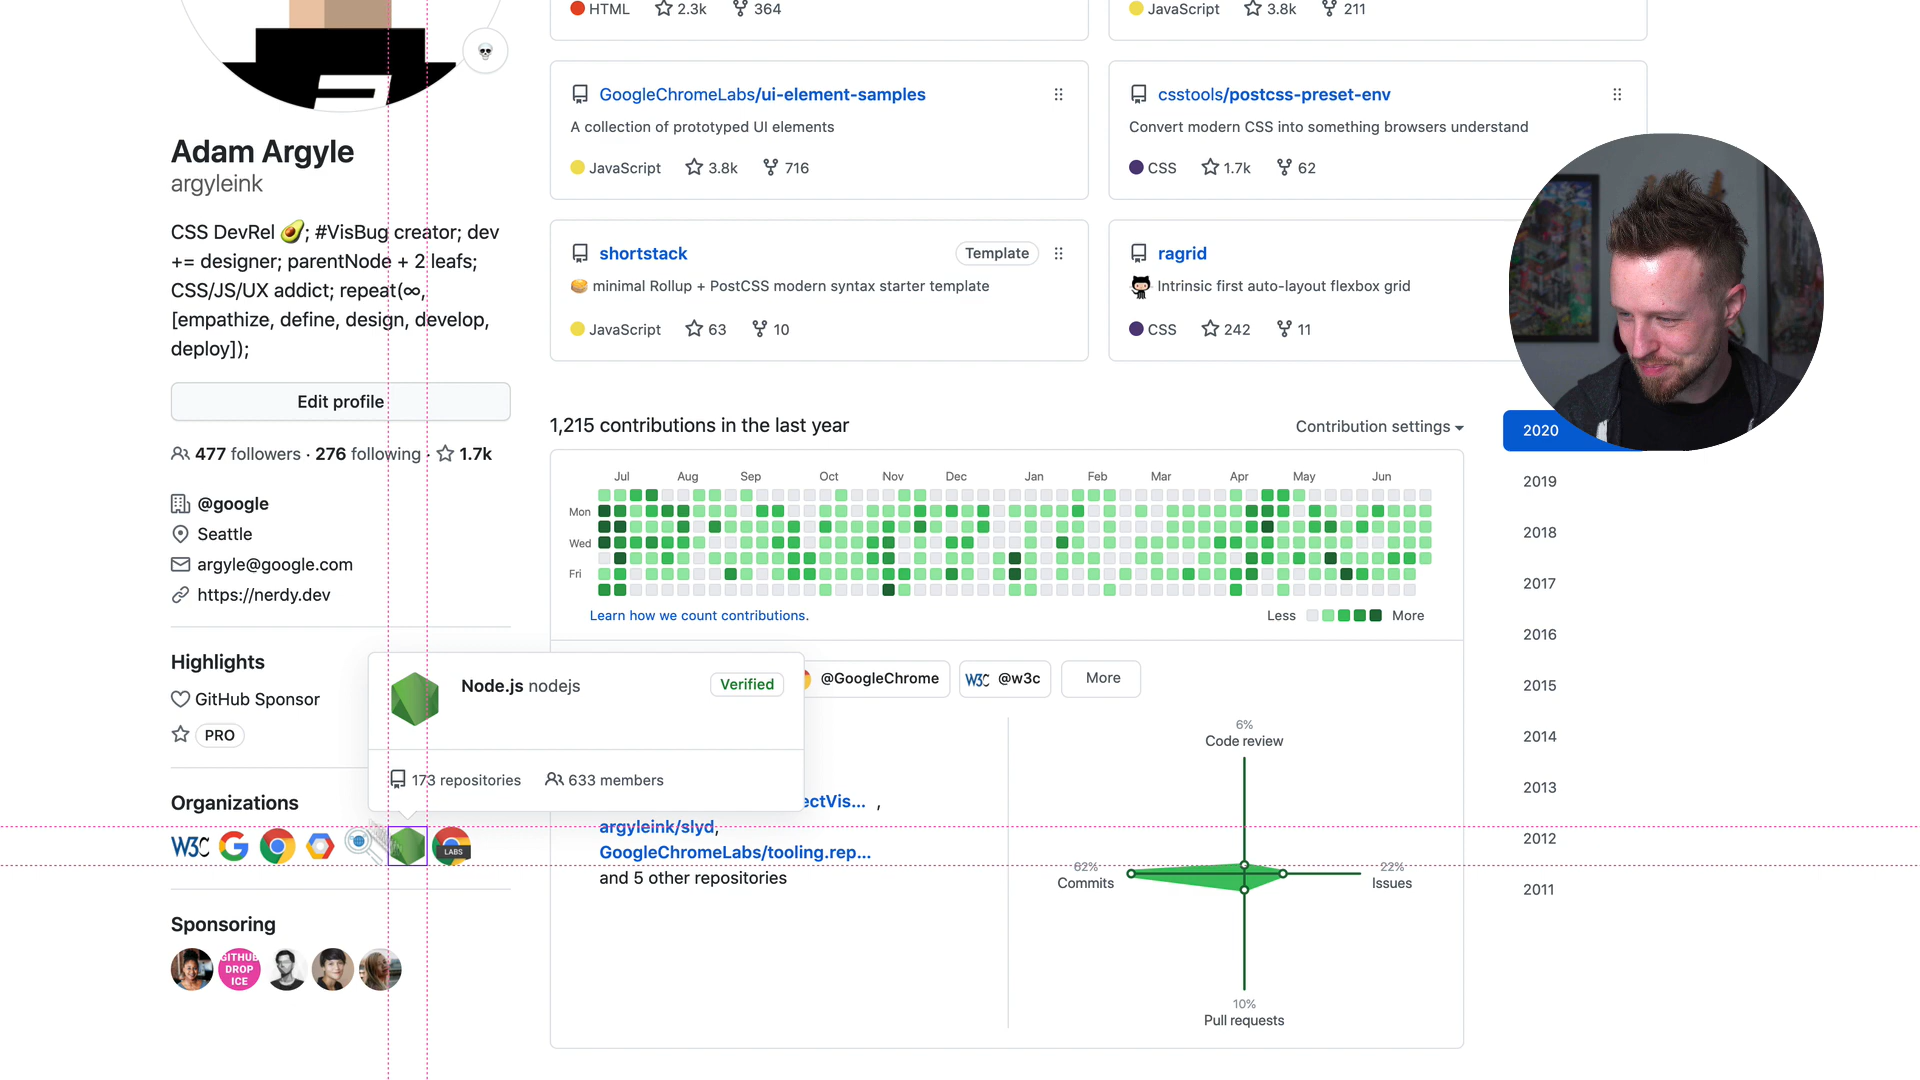 HTML 2.3k 364
JavaScript 3.8k 211
GoogleChromeLabs/ui-element-samples
A collection of prototyped UI elements
JavaScript 3.8k 716
csstools/postcss-preset-env
Convert modern CSS into something browsers understand
CSS 1.7k 62
shortstack Template
minimal Rollup + PostCSS modern syntax starter template
JavaScript 63 10
ragrid
Intrinsic first auto-layout flexbox grid
CSS 242 11
Adam Argyle
argyleink
CSS DevRel 🥑; #VisBug creator; dev
+= designer; parentNode + 2 leafs;
CSS/JS/UX addict; repeat(∞,
[empathize, define, design, develop,
deploy]);
Edit profile
477 followers · 276 following · 1.7k
@google
Seattle
argyle@google.com
https://nerdy.dev
Highlights
GitHub Sponsor
PRO
Organizations
W3C G LABS
Sponsoring
GITHUB
DROP
ICE
1,215 contributions in the last year
Contribution settings
Jul Aug Sep Oct Nov Dec Jan Feb Mar Apr May Jun
Mon
Wed
Fri
Learn how we count contributions.
Less More
Node.js nodejs Verified
173 repositories 633 members
@GoogleChrome W3C @w3c More
ectVis... ,
argyleink/slyd,
GoogleChromeLabs/tooling.rep...
and 5 other repositories
6%
Code review
62%
Commits
22%
Issues
10%
Pull requests
2020
2019
2018
2017
2016
2015
2014
2013
2012
2011